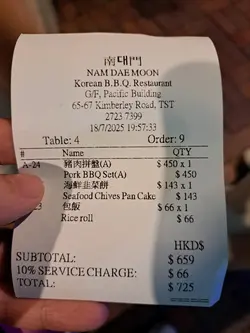 南대門
NAM DAE MOON
Korean B.B.Q. Restaurant
G/F, Pacific Building
65-67 Kimberley Road, TST
2723 7399
18/7/2025 19:57:33
Table: 4 Order: 9
# Name QTY
A-24 豬肉拼盤(A) $ 450 x 1
Pork BBQ Set(A) $ 450
海鮮韭菜餅 $ 143 x 1
Seafood Chives Pan Cake $ 143
包飯 $ 66 x 1
Rice roll $ 66
HKD$
SUBTOTAL: $ 659
10% SERVICE CHARGE: $ 66
TOTAL: $ 725